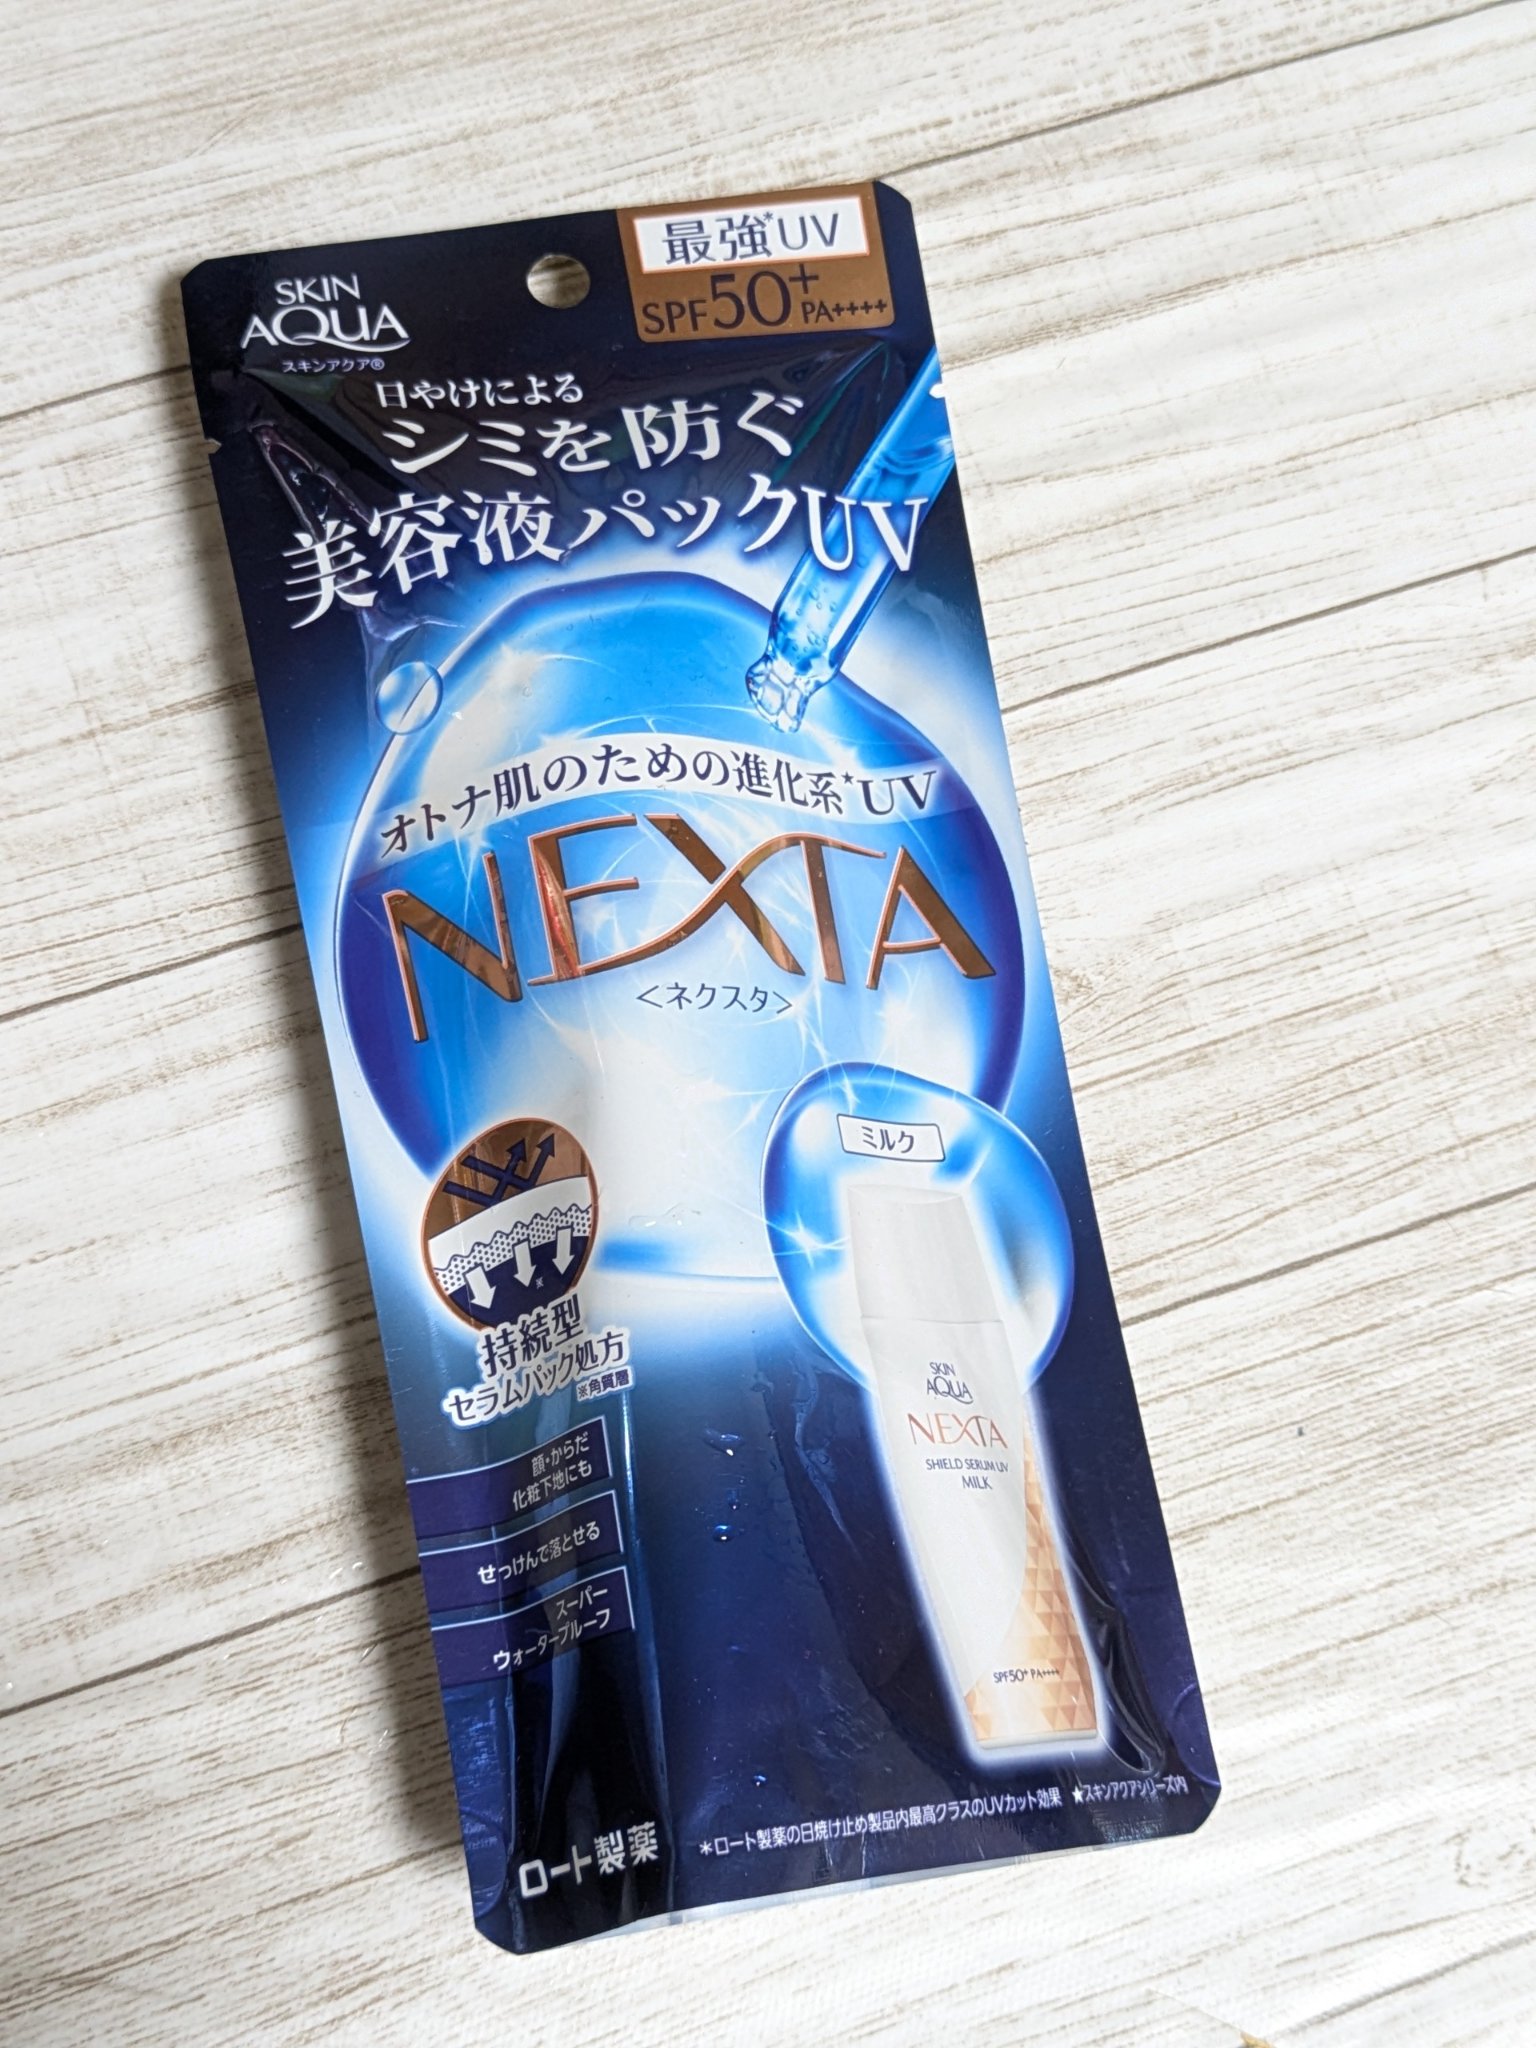 SKIN
AQUA
スキンアクア®
最強*UV
SPF50+
PA++++
日やけによる
シミを防ぐ
美容液パックUV
オトナ肌のための進化系★UV
NEXTA
<ネクスタ>
ミルク
※
持続型
セラムパック処方
※角質層
顔・からだ
化粧下地にも
せっけんで落とせる
スーパー
ウォータープルーフ
SKIN
AQUA
NEXTA
SHIELD SERUM UV
MILK
SPF50+ PA++++
*ロート製薬の日焼け止め製品内最高クラスのUVカット効果 ★スキンアクアシリーズ内
ロート製薬